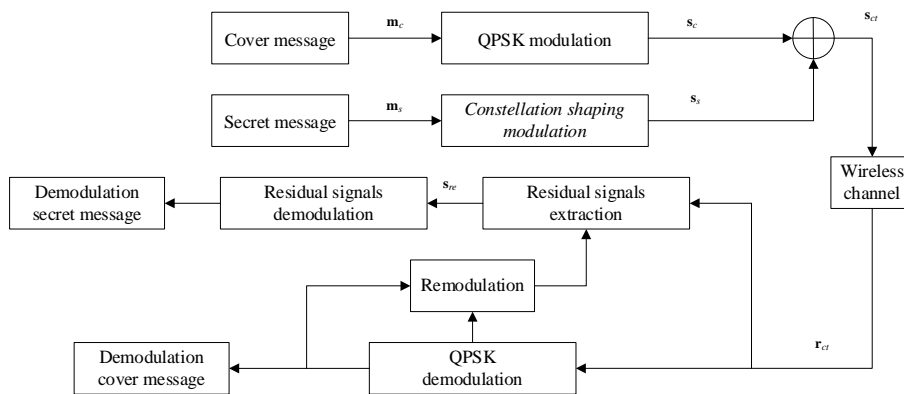 m_c
s_c
s_ct
Cover message
QPSK modulation
m_s
s_s
Secret message
Constellation shaping
modulation
Wireless
channel
Demodulation
secret message
Residual signals
demodulation
s_re
Residual signals
extraction
Remodulation
Demodulation
cover message
QPSK
demodulation
r_ct